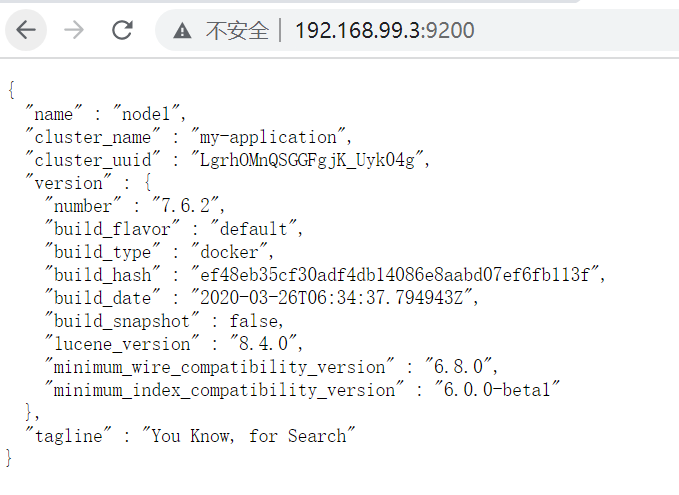 不安全 | 192.168.99.3:9200
{
"name" : "node1",
"cluster_name" : "my-application",
"cluster_uuid" : "LgrhOMnQSGGFgjK_Uyk04g",
"version" : {
"number" : "7.6.2",
"build_flavor" : "default",
"build_type" : "docker",
"build_hash" : "ef48eb35cf30adf4db14086e8aabd07ef6fb113f",
"build_date" : "2020-03-26T06:34:37.794943Z",
"build_snapshot" : false,
"lucene_version" : "8.4.0",
"minimum_wire_compatibility_version" : "6.8.0",
"minimum_index_compatibility_version" : "6.0.0-beta1"
},
"tagline" : "You Know, for Search"
}